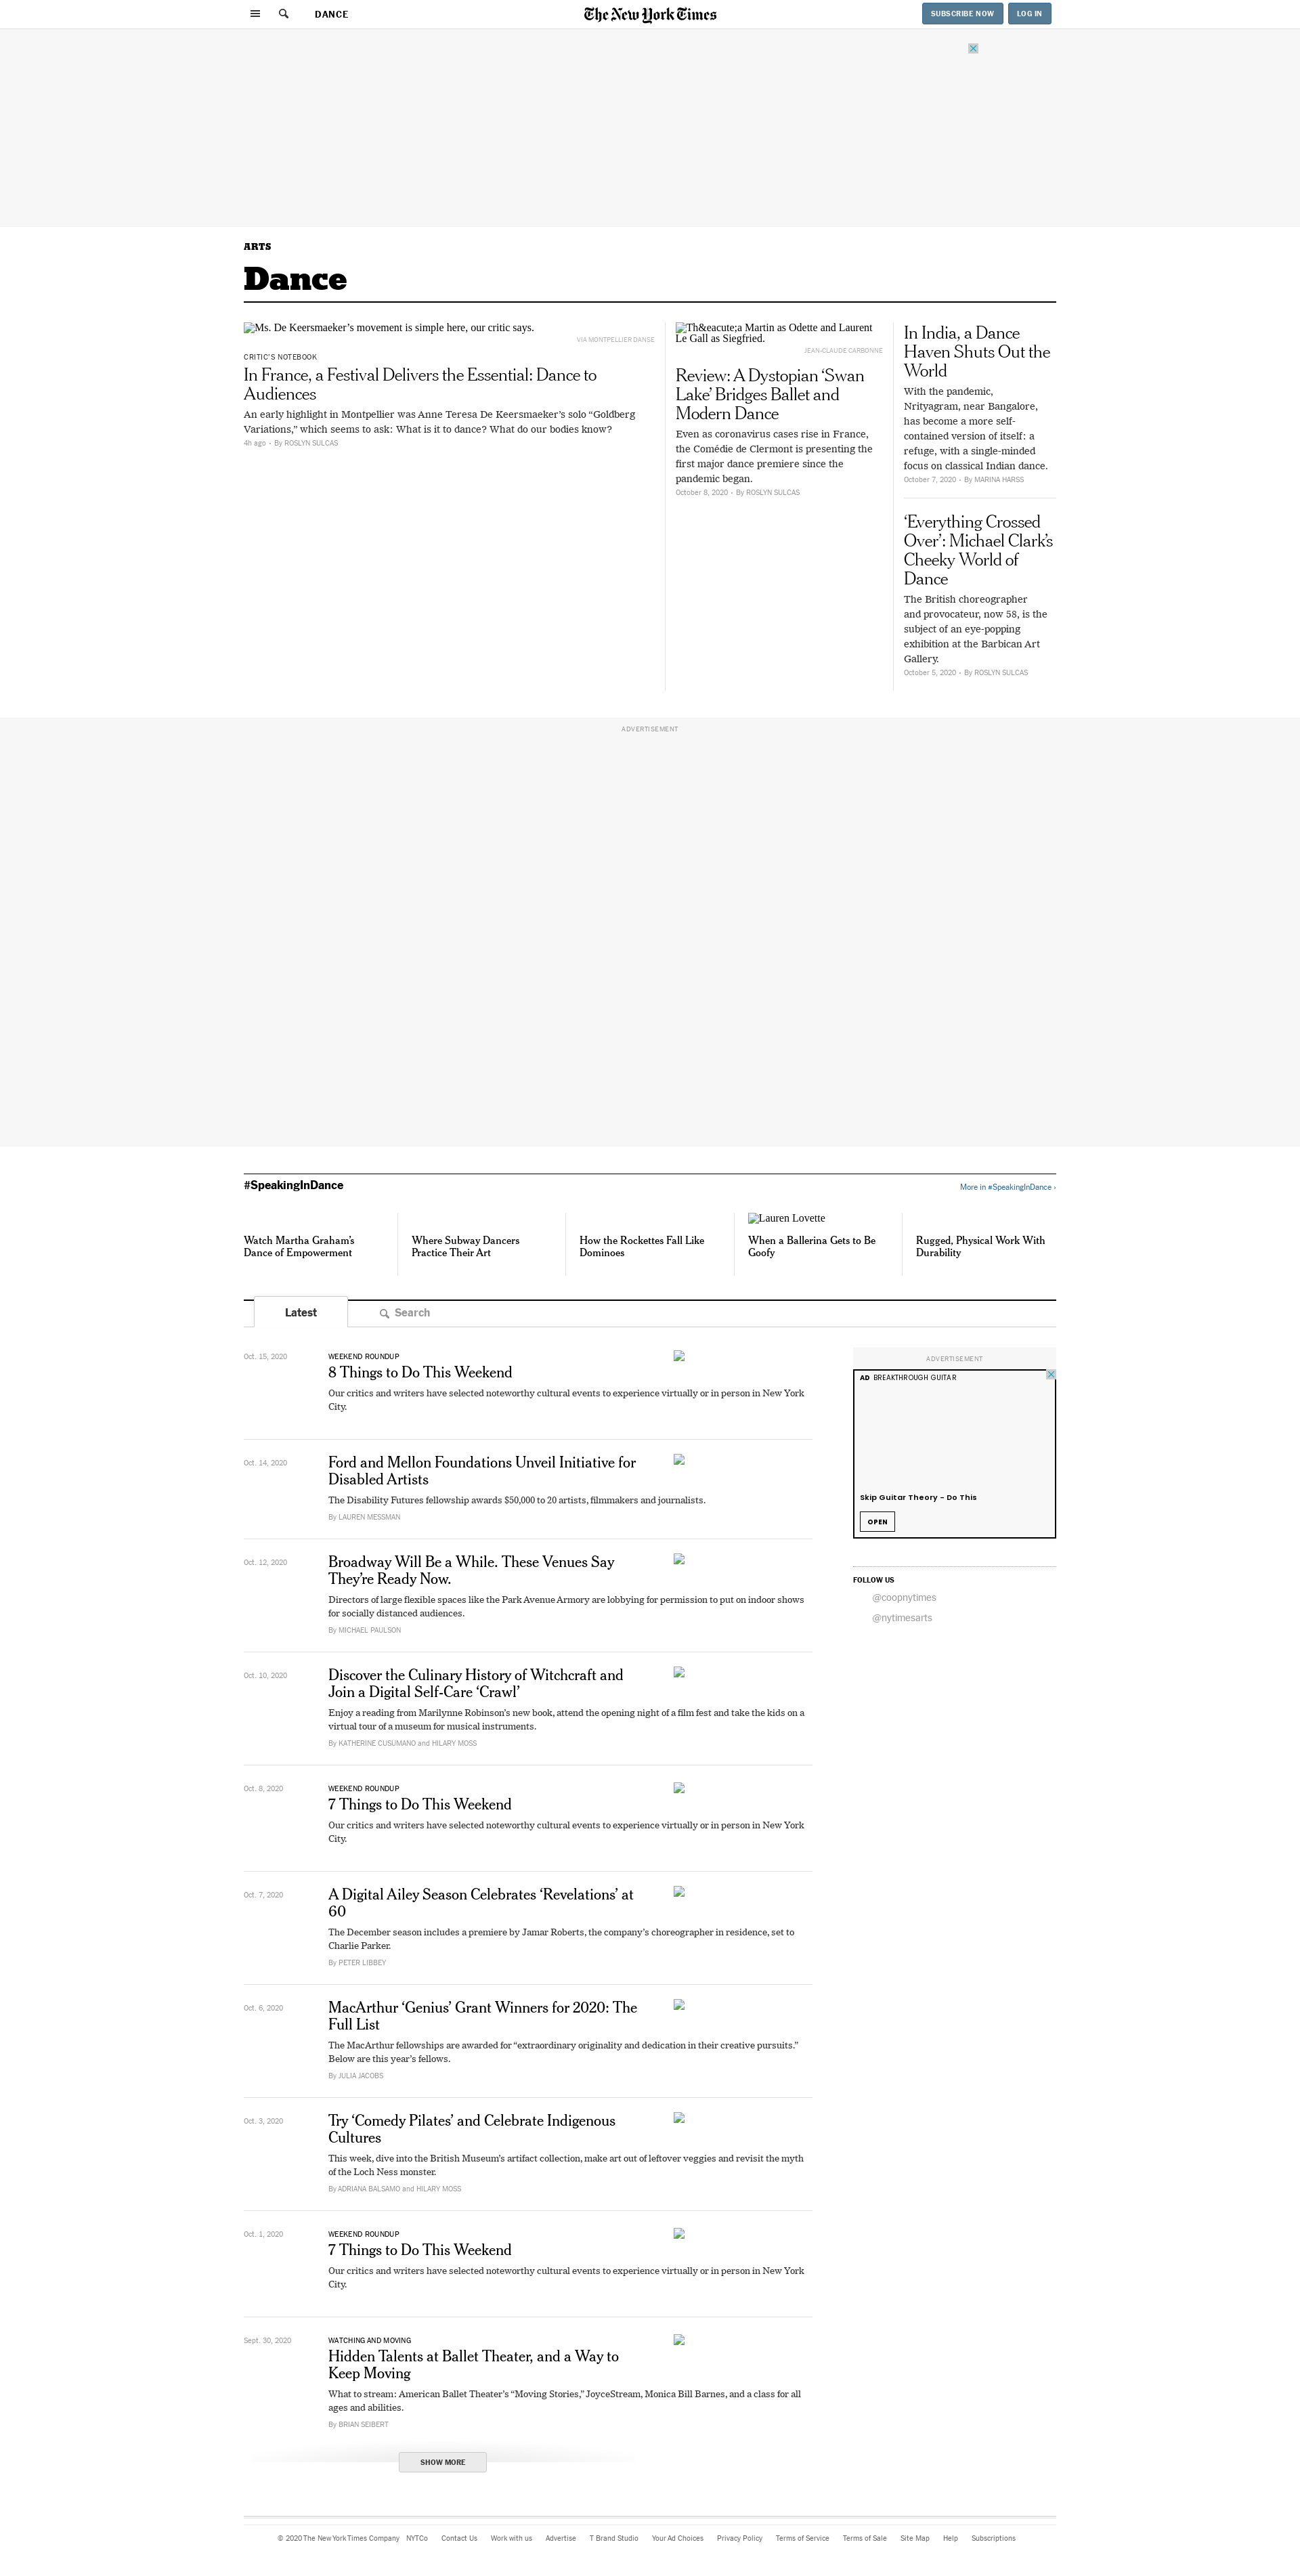 DANCE
The New York Times
SUBSCRIBE NOW
LOG IN
ARTS
Dance
Ms. De Keersmaeker’s movement is simple here, our critic says.
VIA MONTPELLIER DANSE
CRITIC’S NOTEBOOK
In France, a Festival Delivers the Essential: Dance to
Audiences
An early highlight in Montpellier was Anne Teresa De Keersmaeker’s solo “Goldberg
Variations,” which seems to ask: What is it to dance? What do our bodies know?
4h ago • By ROSLYN SULCAS
Th&eacute;a Martin as Odette and Laurent
Le Gall as Siegfried.
JEAN-CLAUDE CARBONNE
Review: A Dystopian ‘Swan
Lake’ Bridges Ballet and
Modern Dance
Even as coronavirus cases rise in France,
the Comédie de Clermont is presenting the
first major dance premiere since the
pandemic began.
October 8, 2020 • By ROSLYN SULCAS
In India, a Dance
Haven Shuts Out the
World
With the pandemic,
Nrityagram, near Bangalore,
has become a more self-
contained version of itself: a
refuge, with a single-minded
focus on classical Indian dance.
October 7, 2020 • By MARINA HARSS
‘Everything Crossed
Over’: Michael Clark’s
Cheeky World of
Dance
The British choreographer
and provocateur, now 58, is the
subject of an eye-popping
exhibition at the Barbican Art
Gallery.
October 5, 2020 • By ROSLYN SULCAS
ADVERTISEMENT
#SpeakingInDance
More in #SpeakingInDance ›
Watch Martha Graham’s
Dance of Empowerment
Where Subway Dancers
Practice Their Art
How the Rockettes Fall Like
Dominoes
Lauren Lovette
When a Ballerina Gets to Be
Goofy
Rugged, Physical Work With
Durability
Latest
Search
Oct. 15, 2020
WEEKEND ROUNDUP
8 Things to Do This Weekend
Our critics and writers have selected noteworthy cultural events to experience virtually or in person in New York
City.
Oct. 14, 2020
Ford and Mellon Foundations Unveil Initiative for
Disabled Artists
The Disability Futures fellowship awards $50,000 to 20 artists, filmmakers and journalists.
By LAUREN MESSMAN
Oct. 12, 2020
Broadway Will Be a While. These Venues Say
They’re Ready Now.
Directors of large flexible spaces like the Park Avenue Armory are lobbying for permission to put on indoor shows
for socially distanced audiences.
By MICHAEL PAULSON
Oct. 10, 2020
Discover the Culinary History of Witchcraft and
Join a Digital Self-Care ‘Crawl’
Enjoy a reading from Marilynne Robinson’s new book, attend the opening night of a film fest and take the kids on a
virtual tour of a museum for musical instruments.
By KATHERINE CUSUMANO and HILARY MOSS
Oct. 8, 2020
WEEKEND ROUNDUP
7 Things to Do This Weekend
Our critics and writers have selected noteworthy cultural events to experience virtually or in person in New York
City.
Oct. 7, 2020
A Digital Ailey Season Celebrates ‘Revelations’ at
60
The December season includes a premiere by Jamar Roberts, the company’s choreographer in residence, set to
Charlie Parker.
By PETER LIBBEY
Oct. 6, 2020
MacArthur ‘Genius’ Grant Winners for 2020: The
Full List
The MacArthur fellowships are awarded for “extraordinary originality and dedication in their creative pursuits.”
Below are this year’s fellows.
By JULIA JACOBS
Oct. 3, 2020
Try ‘Comedy Pilates’ and Celebrate Indigenous
Cultures
This week, dive into the British Museum’s artifact collection, make art out of leftover veggies and revisit the myth
of the Loch Ness monster.
By ADRIANA BALSAMO and HILARY MOSS
Oct. 1, 2020
WEEKEND ROUNDUP
7 Things to Do This Weekend
Our critics and writers have selected noteworthy cultural events to experience virtually or in person in New York
City.
Sept. 30, 2020
WATCHING AND MOVING
Hidden Talents at Ballet Theater, and a Way to
Keep Moving
What to stream: American Ballet Theater’s “Moving Stories,” JoyceStream, Monica Bill Barnes, and a class for all
ages and abilities.
By BRIAN SEIBERT
SHOW MORE
ADVERTISEMENT
AD BREAKTHROUGH GUITAR
Skip Guitar Theory - Do This
OPEN
FOLLOW US
@coopnytimes
@nytimesarts
© 2020 The New York Times Company NYTCo Contact Us Work with us Advertise T Brand Studio Your Ad Choices Privacy Policy Terms of Service Terms of Sale Site Map Help Subscriptions